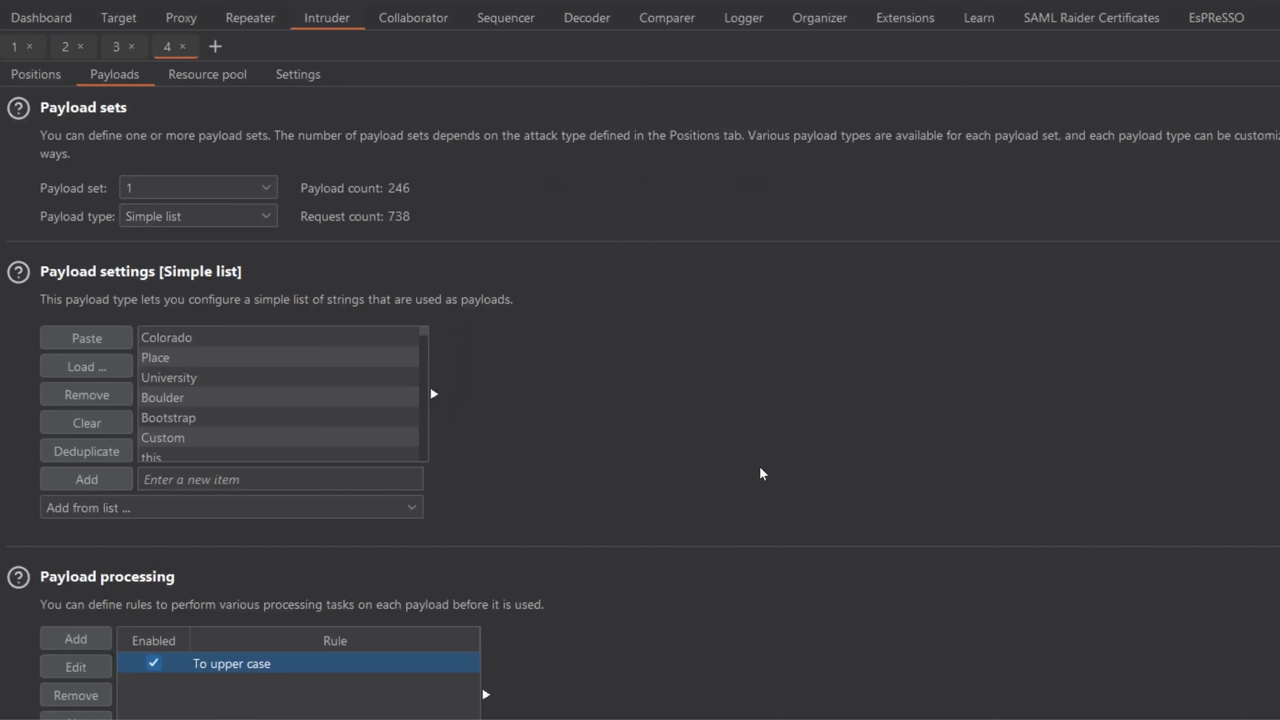 Dashboard Target Proxy Repeater Intruder Collaborator Sequencer Decoder Comparer Logger Organizer Extensions Learn SAML Raider Certificates EsPReSSO
1 × 2 × 3 × 4 × +
Positions Payloads Resource pool Settings
? Payload sets
You can define one or more payload sets. The number of payload sets depends on the attack type defined in the Positions tab. Various payload types are available for each payload set, and each payload type can be customi
ways.
Payload set: 1 Payload count: 246
Payload type: Simple list Request count: 738
? Payload settings [Simple list]
This payload type lets you configure a simple list of strings that are used as payloads.
Paste Colorado
Place
Load ... University
Remove Boulder
Clear Bootstrap
Custom
Deduplicate this
Add Enter a new item
Add from list ...
? Payload processing
You can define rules to perform various processing tasks on each payload before it is used.
Add Enabled Rule
Edit To upper case
Remove